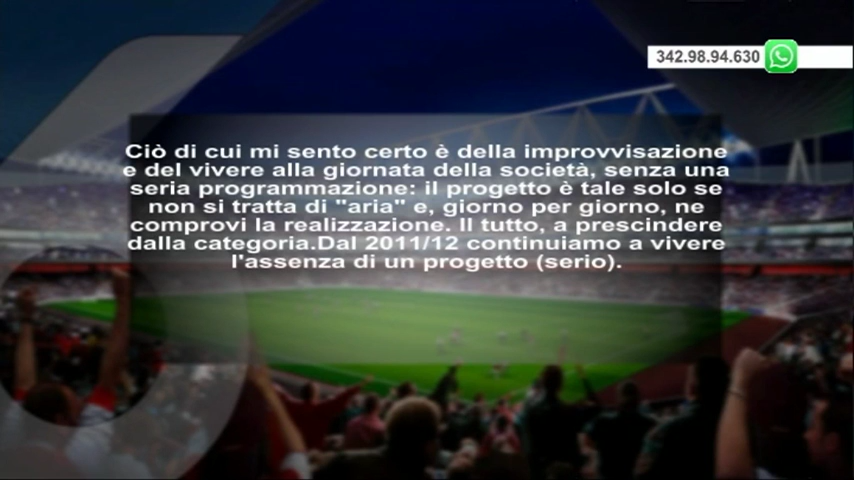 342.98.94.630
Ciò di cui mi sento certo è della improvvisazione
e del vivere alla giornata della società, senza una
seria programmazione: il progetto è tale solo se
non si tratta di "aria" e, giorno per giorno, ne
comprovi la realizzazione. Il tutto, a prescindere
dalla categoria.Dal 2011/12 continuiamo a vivere
l'assenza di un progetto (serio).